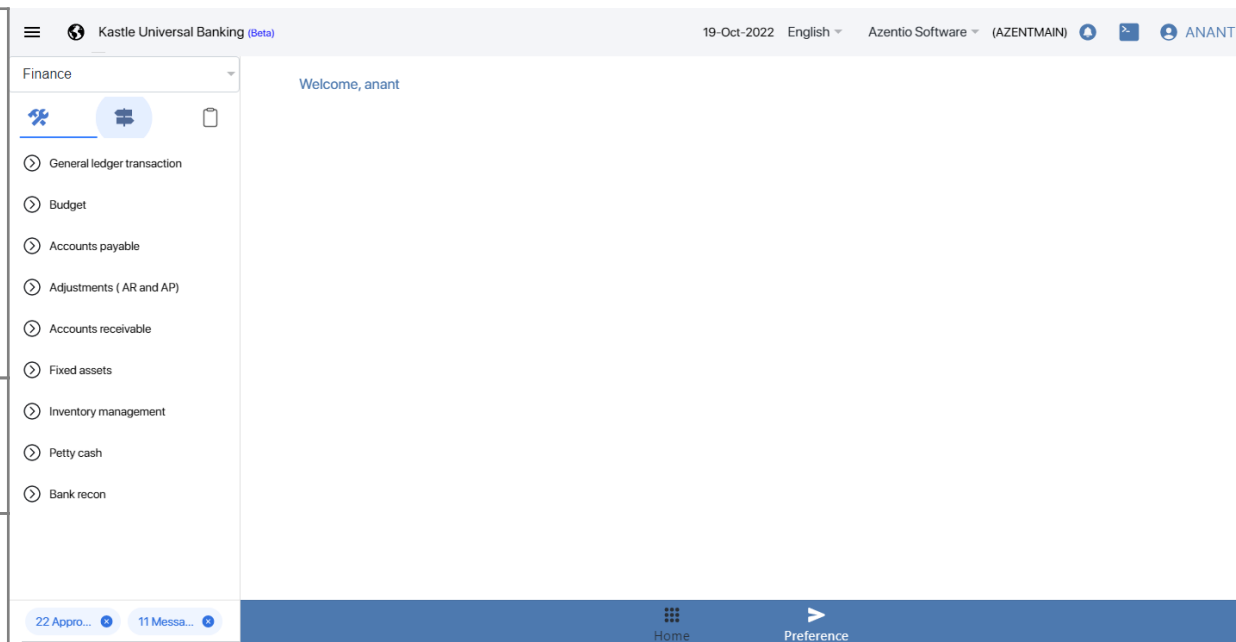 Kastle Universal Banking (Beta) 19-Oct-2022 English Azentio Software (AZENTMAIN) ANANT
Finance
Welcome, anant
General ledger transaction
Budget
Accounts payable
Adjustments ( AR and AP)
Accounts receivable
Fixed assets
Inventory management
Petty cash
Bank recon
22 Appro... 11 Messa...
Home Preference